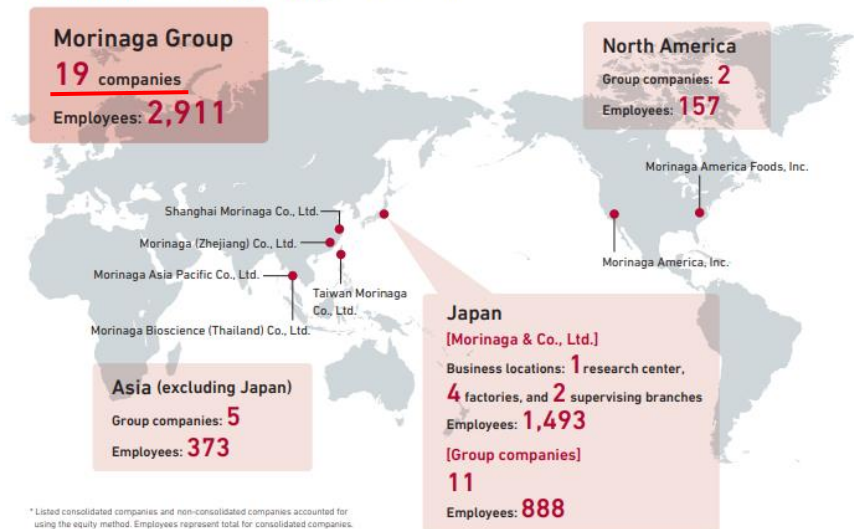 Morinaga Group
19 companies
Employees: 2,911
North America
Group companies: 2
Employees: 157
Morinaga America Foods, Inc.
Morinaga America, Inc.
Shanghai Morinaga Co., Ltd.
Morinaga (Zhejiang) Co., Ltd.
Morinaga Asia Pacific Co., Ltd.
Taiwan Morinaga
Co., Ltd.
Morinaga Bioscience (Thailand) Co., Ltd.
Japan
[Morinaga & Co., Ltd.]
Business locations: 1 research center,
4 factories, and 2 supervising branches
Employees: 1,493
[Group companies]
11
Employees: 888
Asia (excluding Japan)
Group companies: 5
Employees: 373
* Listed consolidated companies and non-consolidated companies accounted for
using the equity method. Employees represent total for consolidated companies.